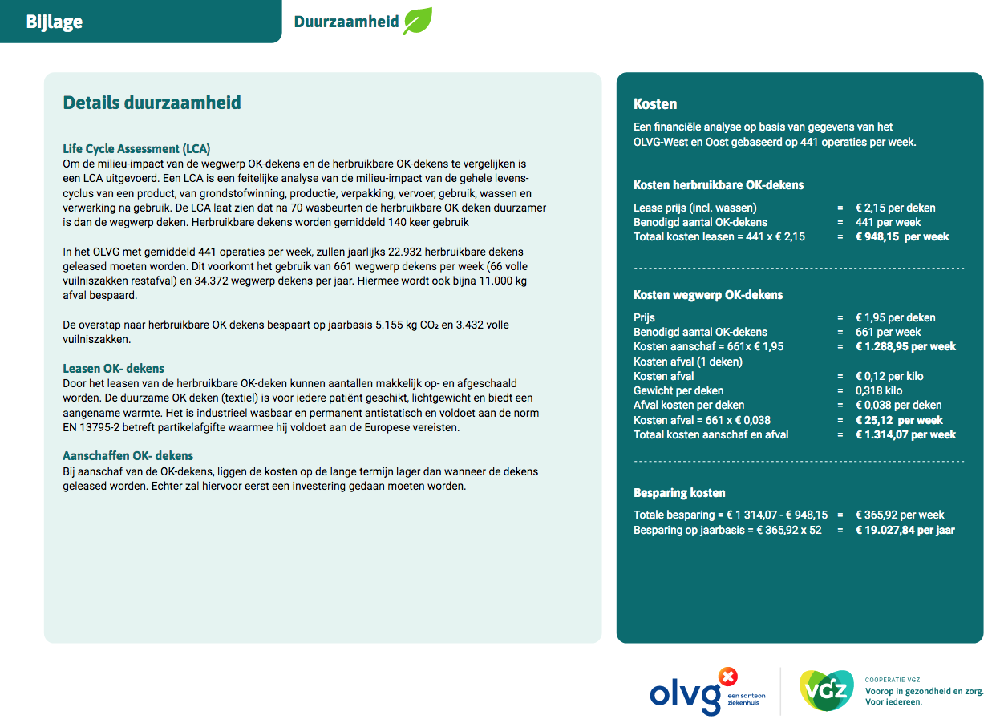 Bijlage
Duurzaamheid
Details duurzaamheid
Life Cycle Assessment (LCA)
Om de milieu-impact van de wegwerp OK-dekens en de herbruikbare OK-dekens te vergelijken is
een LCA uitgevoerd. Een LCA is een feitelijke analyse van de milieu-impact van de gehele levens-
cyclus van een product, van grondstofwinning, productie, verpakking, vervoer, gebruik, wassen en
verwerking na gebruik. De LCA laat zien dat na 70 wasbeurten de herbruikbare OK deken duurzamer
is dan de wegwerp deken. Herbruikbare dekens worden gemiddeld 140 keer gebruik
In het OLVG met gemiddeld 441 operaties per week, zullen jaarlijks 22.932 herbruikbare dekens
geleased moeten worden. Dit voorkomt het gebruik van 661 wegwerp dekens per week (66 volle
vuilniszakken restafval) en 34.372 wegwerp dekens per jaar. Hiermee wordt ook bijna 11.000 kg
afval bespaard.
De overstap naar herbruikbare OK dekens bespaart op jaarbasis 5.155 kg CO₂ en 3.432 volle
vuilniszakken.
Leasen OK- dekens
Door het leasen van de herbruikbare OK-deken kunnen aantallen makkelijk op- en afgeschaald
worden. De duurzame OK deken (textiel) is voor iedere patiënt geschikt, lichtgewicht en biedt een
aangename warmte. Het is industrieel wasbaar en permanent antistatisch en voldoet aan de norm
EN 13795-2 betreft partikelafgifte waarmee hij voldoet aan de Europese vereisten.
Aanschaffen OK- dekens
Bij aanschaf van de OK-dekens, liggen de kosten op de lange termijn lager dan wanneer de dekens
geleased worden. Echter zal hiervoor eerst een investering gedaan moeten worden.
Kosten
Een financiële analyse op basis van gegevens van het
OLVG-West en Oost gebaseerd op 441 operaties per week.
Kosten herbruikbare OK-dekens
Lease prijs (incl. wassen) = € 2,15 per deken
Benodigd aantal OK-dekens = 441 per week
Totaal kosten leasen = 441 x € 2,15 = € 948,15 per week
Kosten wegwerp OK-dekens
Prijs = € 1,95 per deken
Benodigd aantal OK-dekens = 661 per week
Kosten aanschaf = 661x € 1,95 = € 1.288,95 per week
Kosten afval (1 deken)
Kosten afval = € 0,12 per kilo
Gewicht per deken = 0,318 kilo
Afval kosten per deken = € 0,038 per deken
Kosten afval = 661 x € 0,038 = € 25,12 per week
Totaal kosten aanschaf en afval = € 1.314,07 per week
Besparing kosten
Totale besparing = € 1 314,07 - € 948,15 = € 365,92 per week
Besparing op jaarbasis = € 365,92 x 52 = € 19.027,84 per jaar
olvg
een santeon
ziekenhuis
vgz
COÖPERATIE VGZ
Voorop in gezondheid en zorg.
Voor iedereen.